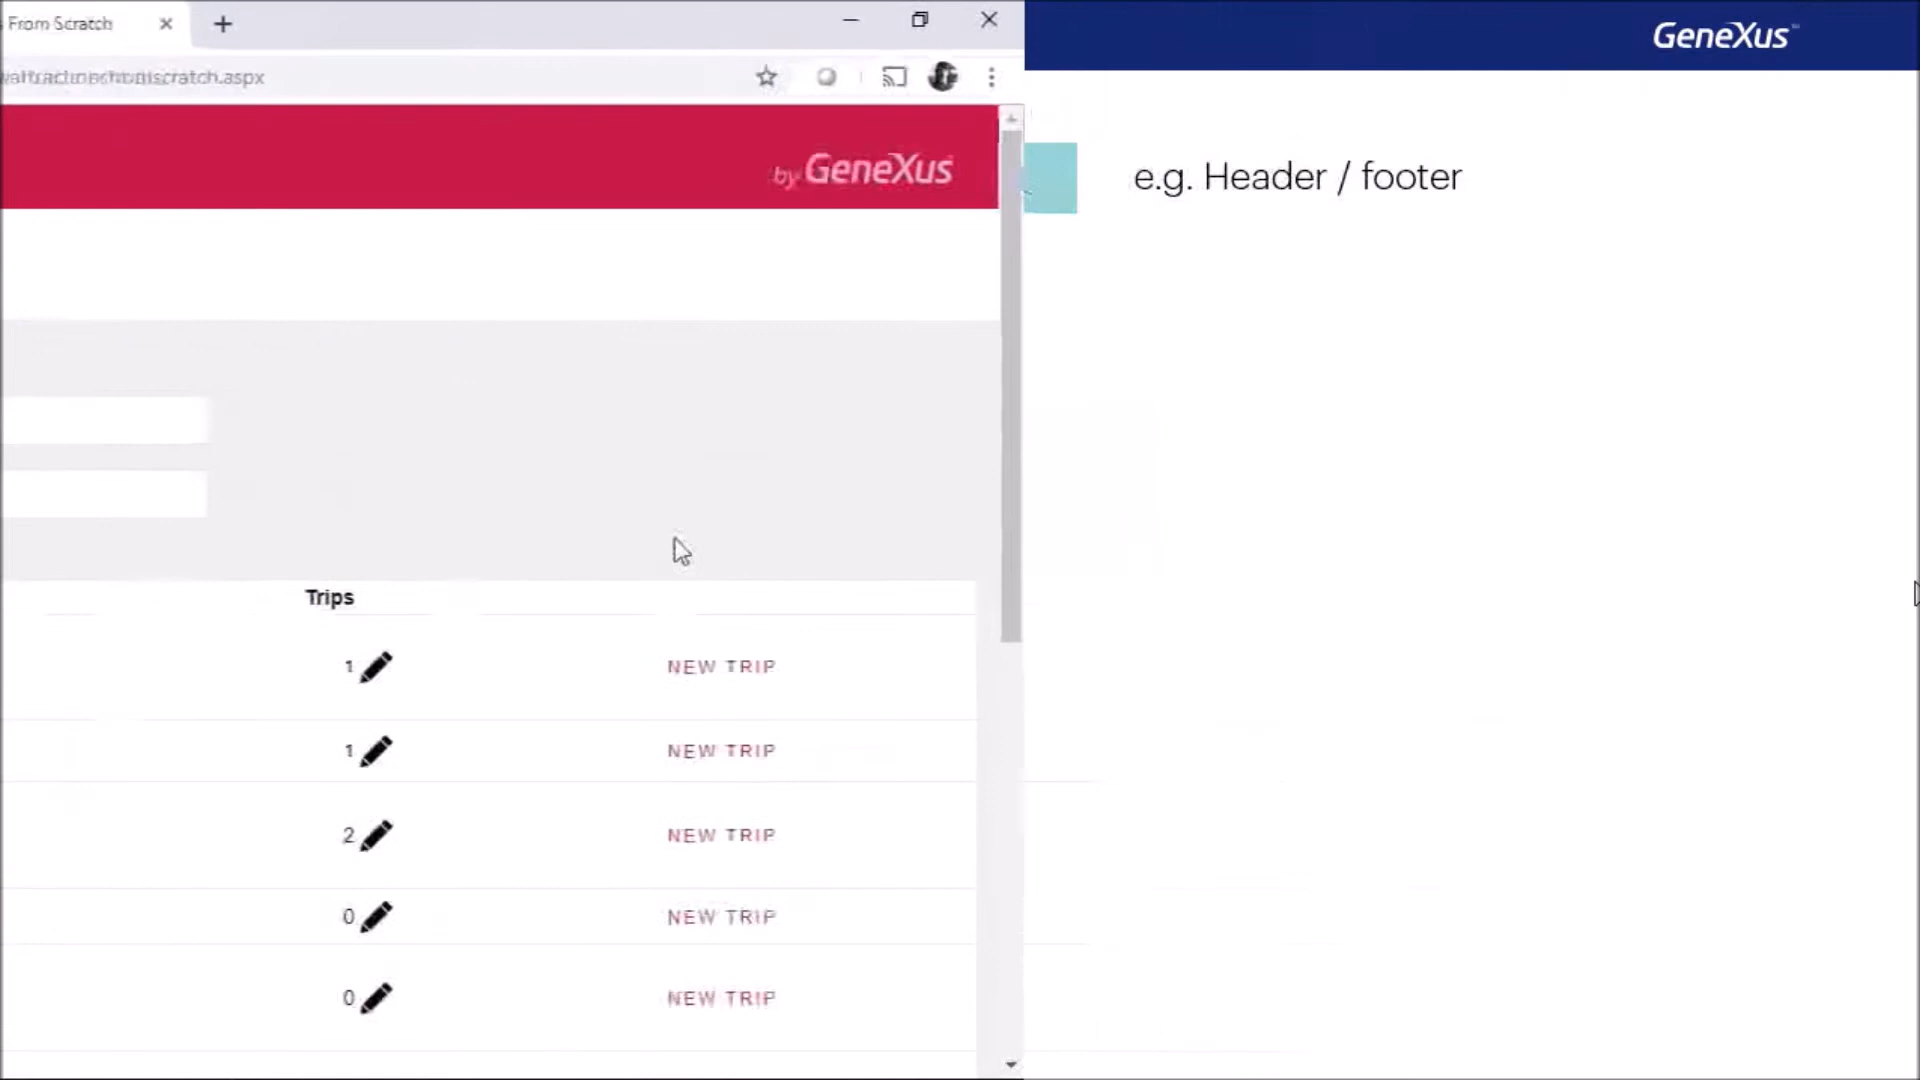 From Scratch
GeneXus
scratch.aspx
by GeneXus
e.g. Header / footer
Trips
1 NEW TRIP
1 NEW TRIP
2 NEW TRIP
0 NEW TRIP
0 NEW TRIP